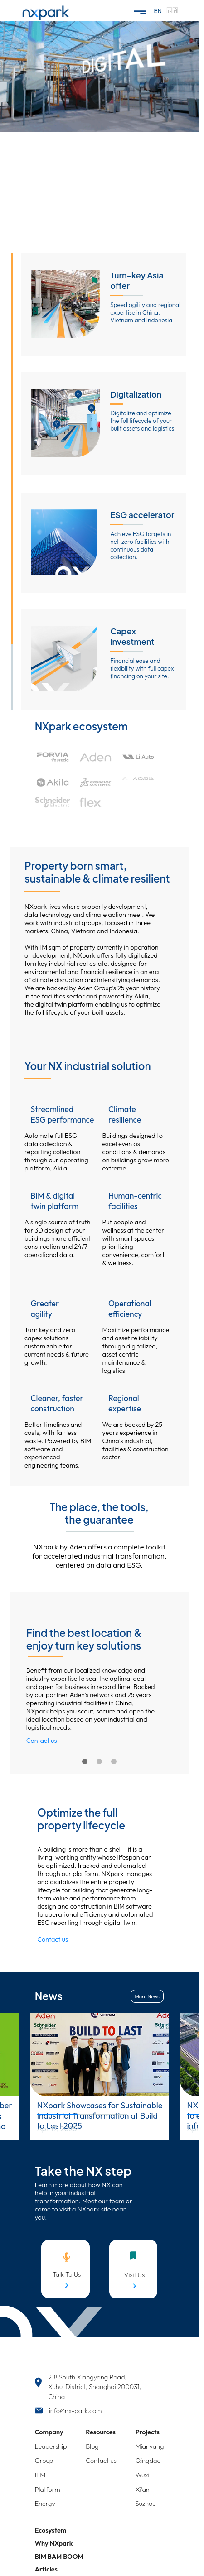 nxpark
EN
DIGITAL
Turn-key Asia
offer
Speed agility and regional
expertise in China,
Vietnam and Indonesia
Digitalization
Digitalize and optimize
the full lifecycle of your
built assets and logistics.
ESG accelerator
Achieve ESG targets in
net-zero facilities with
continuous data
collection.
Capex
investment
Financial ease and
flexibility with full capex
financing on your site.
NXpark ecosystem
FORVIA
faurecia
Aden
Li Auto
Akila
Schneider
flex
Property born smart,
sustainable & climate resilient
NXpark lives where property development,
data technology and climate action meet. We
work with industrial groups, focused in three
markets: China, Vietnam and Indonesia.
With 1M sqm of property currently in operation
or development, NXpark offers fully digitalized
turn key industrial real estate, designed for
environmental and financial resilience in an era
of climate disruption and intensifying demands.
We are backed by Aden Group's 25 year history
in the facilities sector and powered by Akila,
the digital twin platform enabling us to optimize
the full lifecycle of your built assets.
Your NX industrial solution
Streamlined
ESG performance
Automate full ESG
data collection &
reporting collection
through our operating
platform, Akila.
Climate
resilience
Buildings designed to
excel even as
conditions & demands
on buildings grow more
extreme.
BIM & digital
twin platform
A single source of truth
for 3D design of your
buildings more efficient
construction and 24/7
operational data.
Human-centric
facilities
Put people and
wellness at the center
with smart spaces
prioritizing
convenience, comfort
& wellness.
Greater
agility
Turn key and zero
capex solutions
customizable for
current needs & future
growth.
Operational
efficiency
Maximize performance
and asset reliability
through digitalized,
asset centric
maintenance &
logistics.
Cleaner, faster
construction
Better timelines and
costs, with far less
waste. Powered by BIM
software and
experienced
engineering teams.
Regional
expertise
We are backed by 25
years experience in
China's industrial,
facilities & construction
sector.
The place, the tools,
the guarantee
NXpark by Aden offers a complete toolkit
for accelerated industrial transformation,
centered on data and ESG.
Find the best location &
enjoy turn key solutions
Benefit from our localized knowledge and
industry expertise to seal the optimal deal
and open for business in record time. Backed
by our partner Aden's network and 25 years
operating industrial facilities in China,
NXpark helps you scout, secure and open the
ideal location based on your industrial and
logistical needs.
Contact us
Optimize the full
property lifecycle
A building is more than a shell - it is a
living, working entity whose lifespan can
be optimized, tracked and automated
through our platform. NXpark manages
an digitalizes the entire property
lifecycle for building that generate long-
term value and performance from
design and construction in BIM software
to operational efficiency and automated
ESG reporting through digital twin.
Contact us
News
More News
Aden
Schneider
BUILD TO LAST
NXpark Showcases for Sustainable
Industrial Transformation at Build
to Last 2025
Take the NX step
Learn more about how NX can
help in your industrial
transformation. Meet our team or
come to visit a NXpark site near
you.
Talk To Us
Visit Us
218 South Xiangyang Road,
Xuhui District, Shanghai 200031,
China
info@nx-park.com
Company
Leadership
Group
IFM
Platform
Energy
Resources
Blog
Contact us
Projects
Mianyang
Qingdao
Wuxi
Xi'an
Suzhou
Ecosystem
Why NXpark
BIM BAM BOOM
Articles